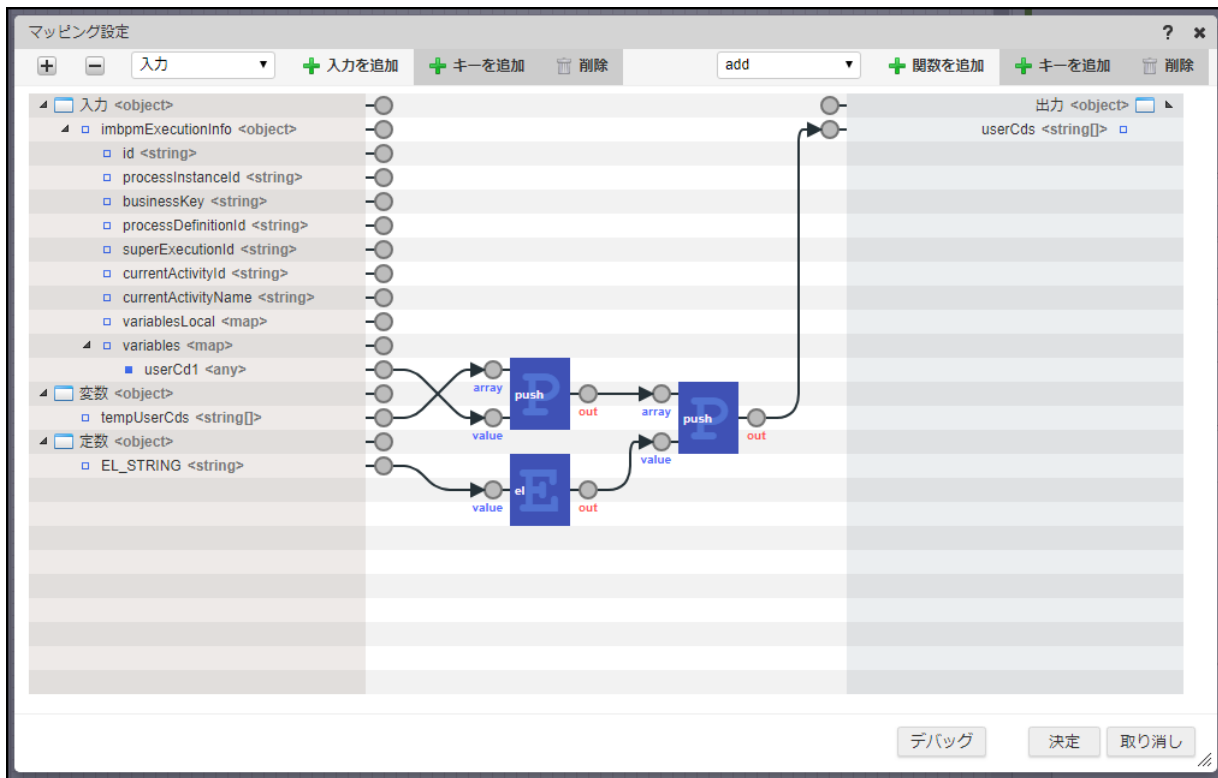 マッピング設定
? ×
入力 ▼ 入力を追加 キーを追加 削除 add ▼ 関数を追加 キーを追加 削除
入力 <object> 出力 <object>
imbpmExecutionInfo <object> userCds <string[]>
id <string>
processInstanceId <string>
businessKey <string>
processDefinitionId <string>
superExecutionId <string>
currentActivityId <string>
currentActivityName <string>
variablesLocal <map>
variables <map>
userCd1 <any>
変数 <object>
tempUserCds <string[]>
定数 <object>
EL_STRING <string>
array P push out
value
array P push out
value
value E el out
デバッグ 決定 取り消し